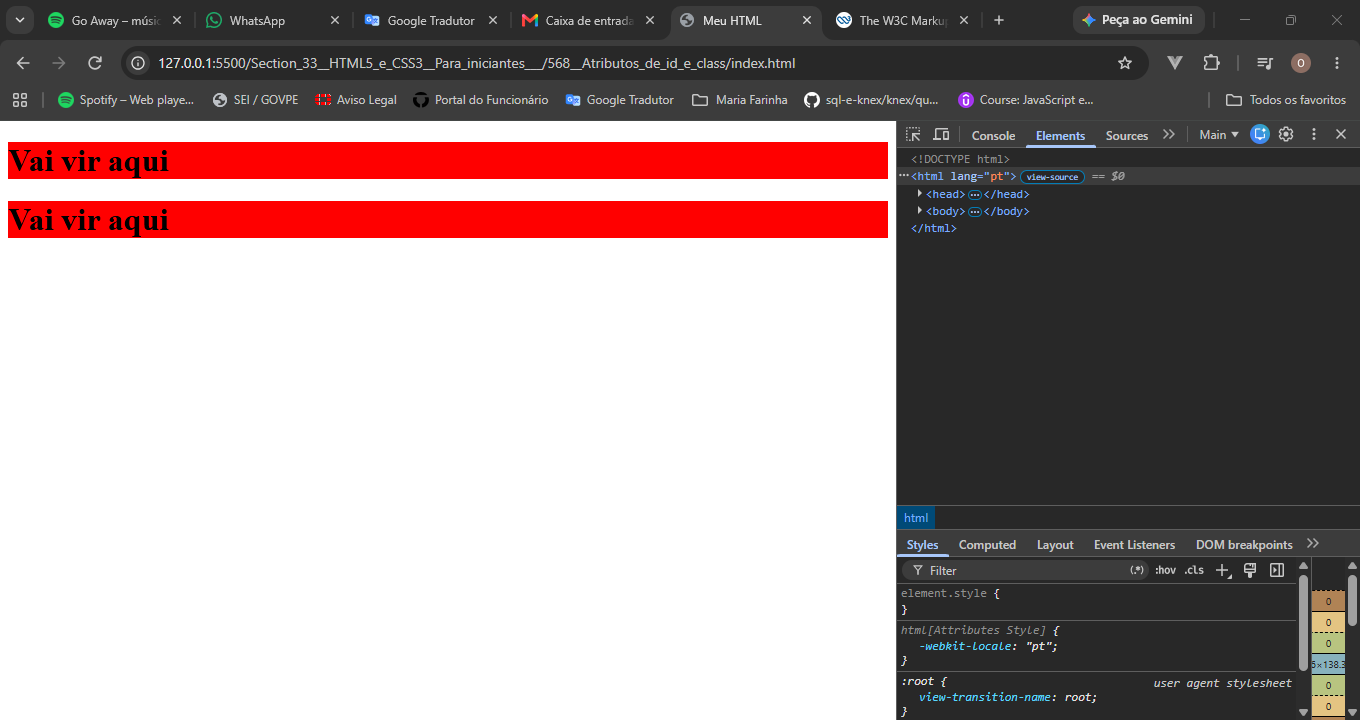 Go Away – músic
WhatsApp
Google Tradutor
Caixa de entrada
Meu HTML
The W3C Marku
Peça ao Gemini
127.0.0.1:5500/Section_33__HTML5_e_CSS3__Para_iniciantes___/568__Atributos_de_id_e_class/index.html
O
Spotify – Web playe...
SEI / GOVPE
Aviso Legal
Portal do Funcionário
Google Tradutor
Maria Farinha
sql-e-knex/knex/qu...
Course: JavaScript e...
Todos os favoritos
Vai vir aqui
Vai vir aqui
Console Elements Sources Main
<!DOCTYPE html>
<html lang="pt"> view-source == $0
<head> ··· </head>
<body> ··· </body>
</html>
html
Styles Computed Layout Event Listeners DOM breakpoints
Filter (.*) :hov .cls
element.style {
}
html[Attributes Style] {
-webkit-locale: "pt";
}
:root { user agent stylesheet
view-transition-name: root;
}
0
0
0
5×138.3
0
0